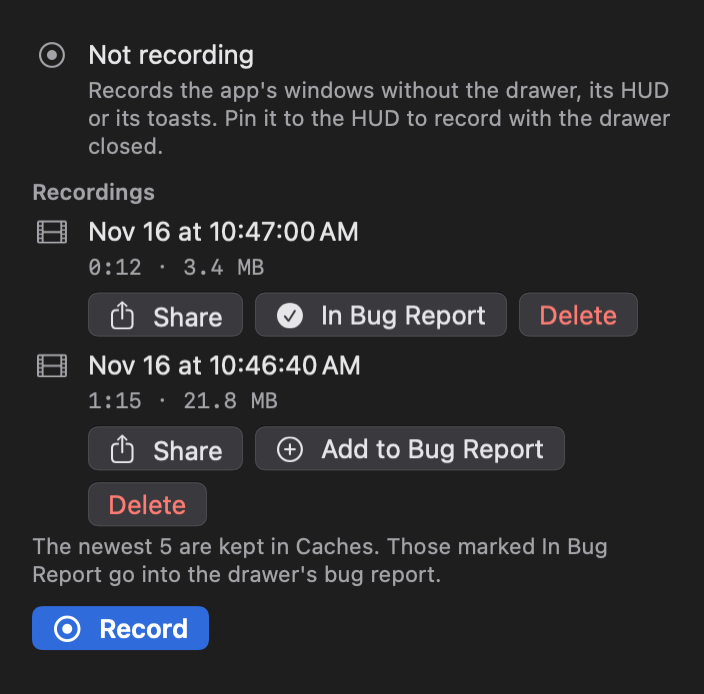 Not recording
Records the app's windows without the drawer, its HUD
or its toasts. Pin it to the HUD to record with the drawer
closed.
Recordings
Nov 16 at 10:47:00 AM
0:12 · 3.4 MB
Share
In Bug Report
Delete
Nov 16 at 10:46:40 AM
1:15 · 21.8 MB
Share
Add to Bug Report
Delete
The newest 5 are kept in Caches. Those marked In Bug
Report go into the drawer's bug report.
Record